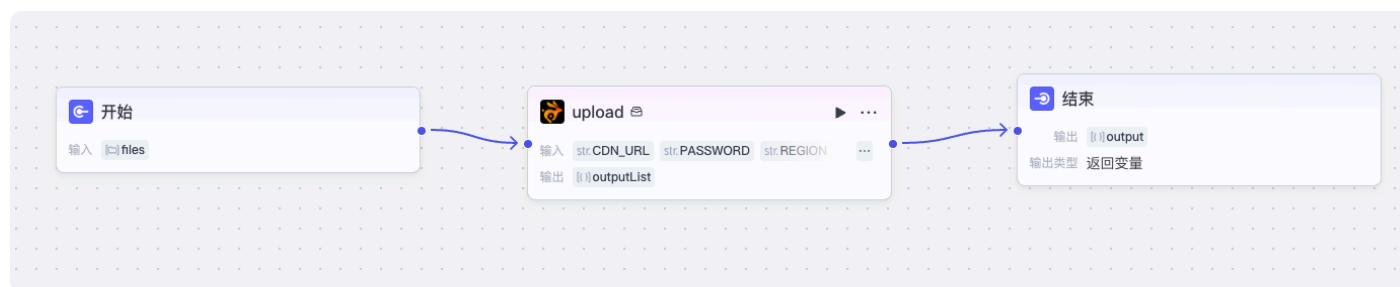 开始
输入 files
upload
输入 str.CDN_URL str.PASSWORD str.REGION ...
输出 [()]outputList
结束
输出 [()]output
输出类型 返回变量